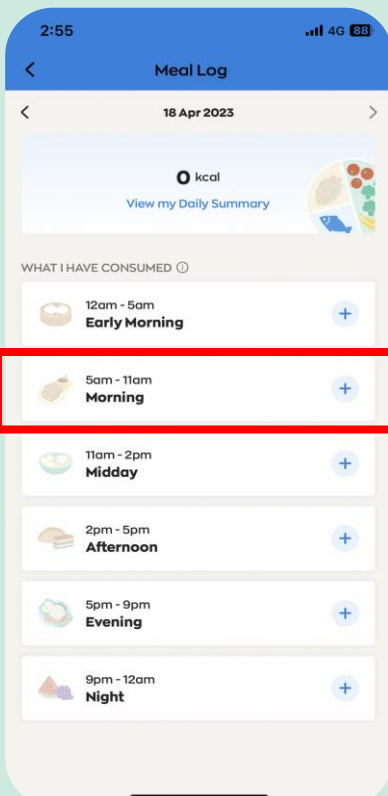 2:55 4G 88
Meal Log
18 Apr 2023
0 kcal
View my Daily Summary
WHAT I HAVE CONSUMED
12am - 5am
Early Morning
5am - 11am
Morning
11am - 2pm
Midday
2pm - 5pm
Afternoon
5pm - 9pm
Evening
9pm - 12am
Night